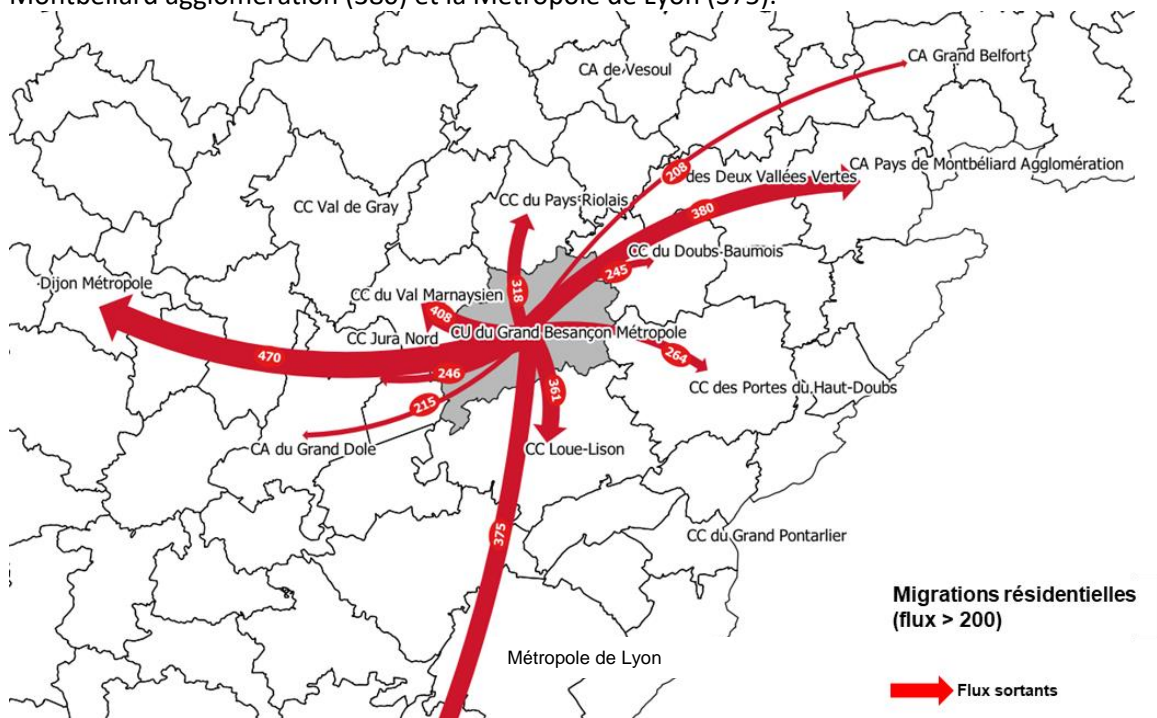 Montbéliard agglomération (380) et la Métropole de Lyon (375).
CA Grand Belfort
CA de Vesoul
CA Pays de Montbéliard Agglomération
208
des Deux Vallées Vertes
CC du Pays Riolais
CC Val de Gray
380
CC du Doubs Baumois
245
Dijon Métropole
318
CC du Val Marnaysien
408
CU du Grand Besançon Métropole
CC Jura Nord
470
264
246
CC des Portes du Haut-Doubs
361
215
CA du Grand Dole
CC Loue-Lison
375
CC du Grand Pontarlier
Migrations résidentielles
(flux > 200)
Métropole de Lyon
Flux sortants